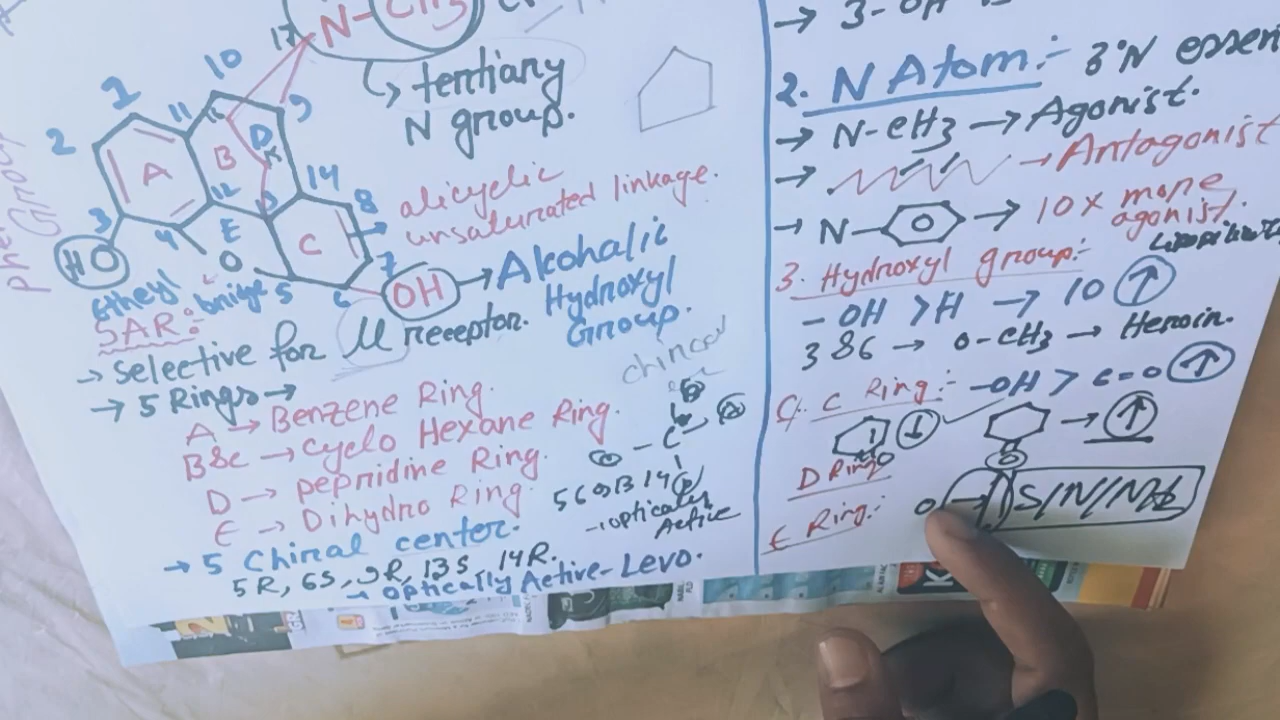 17 N-CH3
tertiary
N group.
10
1
11
9
2
A
B
D
12
14
8
3
HO
4
E
C
7
O
5
6
OH
alicyclic
unsaturated linkage.
Alcohalic
Hydroxyl
Group.
Etheyl bridge
SAR:-
→ Selective for M receptor.
→ 5 Rings→
A → Benzene Ring.
B&c → Cyclo Hexane Ring.
D → pepridine Ring.
E → Dihydro Ring.
→ 5 Chiral center.
5R, 6S, 9R, 13S, 14R.
→ optically Active-Levo.
chiral
C
5 6 9 13 14
→ optically
Active
→ 3-OH
2. N Atom:- 3°N essen
→ N-CH3 → Agonist.
→ Antagonist
→ N → 10x more
agonist.
3. Hydroxyl group:-
-OH >H → 10 ↑
3 & 6 → O-CH3 → Heroin.
C Ring:- -OH > C=O ↑
↓
→ ↑
D Ring
E Ring:- O → S/N/NH2